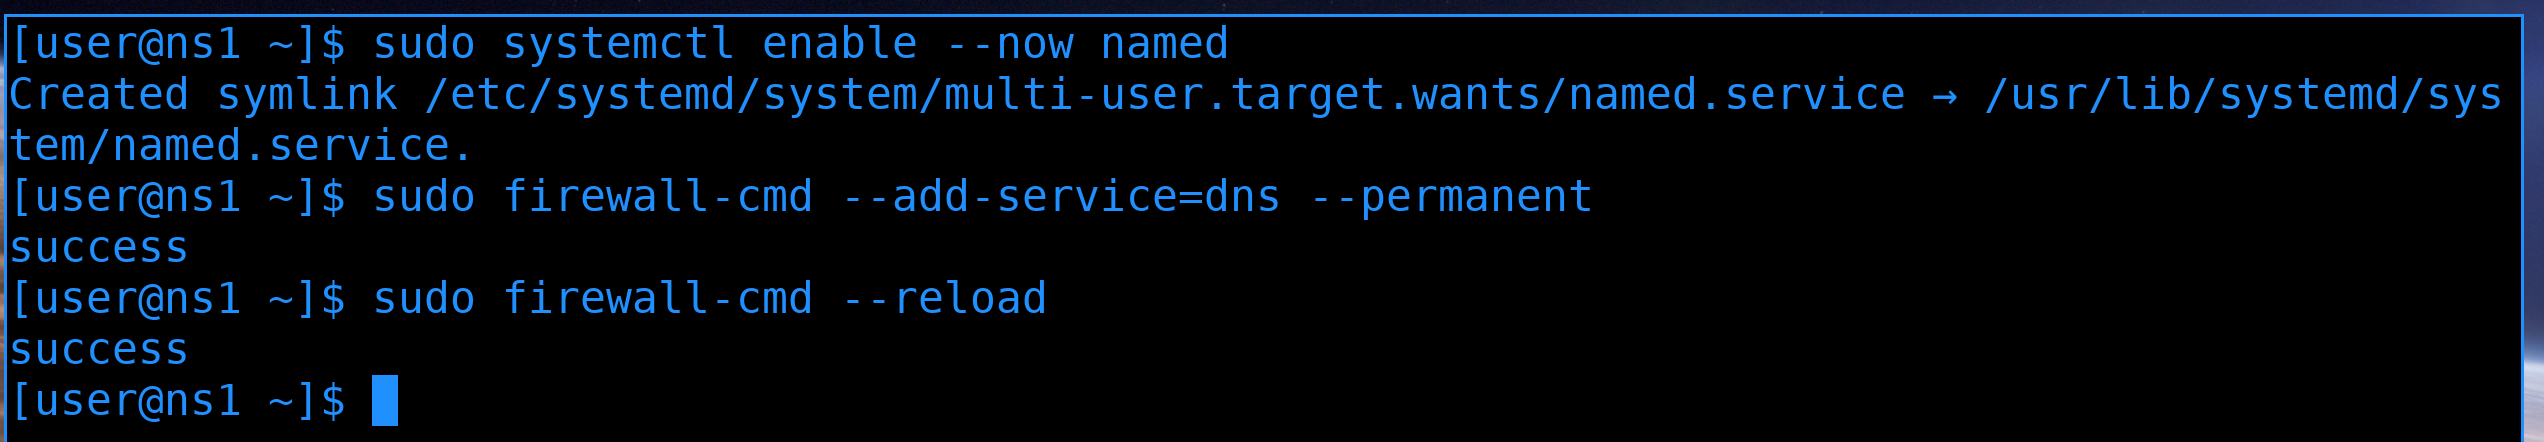 [user@ns1 ~]$ sudo systemctl enable --now named
Created symlink /etc/systemd/system/multi-user.target.wants/named.service → /usr/lib/systemd/sys
tem/named.service.
[user@ns1 ~]$ sudo firewall-cmd --add-service=dns --permanent
success
[user@ns1 ~]$ sudo firewall-cmd --reload
success
[user@ns1 ~]$